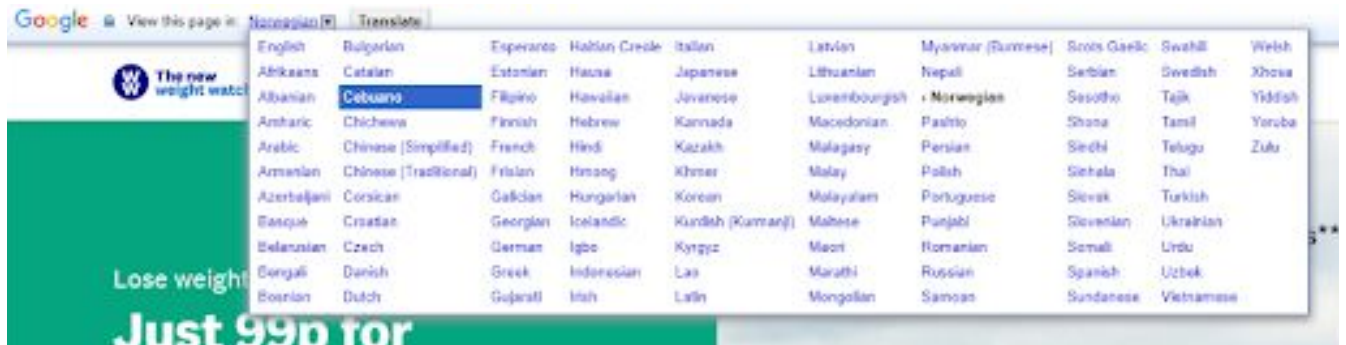 Google View this page in: Norwegian Translate
English Bulgarian Esperanto Haitian Creole Italian Latvian Myanmar (Burmese) Scots Gaelic Swahili Welsh
Afrikaans Catalan Estonian Hausa Japanese Lithuanian Nepali Serbian Swedish Xhosa
Albanian Cebuano Filipino Hawaiian Javanese Luxembourgish › Norwegian Sesotho Tajik Yiddish
Amharic Chichewa Finnish Hebrew Kannada Macedonian Pashto Shona Tamil Yoruba
Arabic Chinese (Simplified) French Hindi Kazakh Malagasy Persian Sindhi Telugu Zulu
Armenian Chinese (Traditional) Frisian Hmong Khmer Malay Polish Sinhala Thai
Azerbaijani Corsican Galician Hungarian Korean Malayalam Portuguese Slovak Turkish
Basque Croatian Georgian Icelandic Kurdish (Kurmanji) Maltese Punjabi Slovenian Ukrainian
Belarusian Czech German Igbo Kyrgyz Maori Romanian Somali Urdu
Bengali Danish Greek Indonesian Lao Marathi Russian Spanish Uzbek
Bosnian Dutch Gujarati Irish Latin Mongolian Samoan Sundanese Vietnamese
W
W
The new
weight watc
s**
Lose weight
Just 99p for